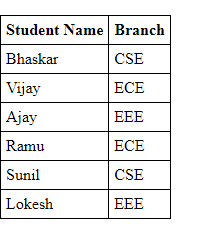 Student Name Branch
Bhaskar CSE
Vijay ECE
Ajay EEE
Ramu ECE
Sunil CSE
Lokesh EEE